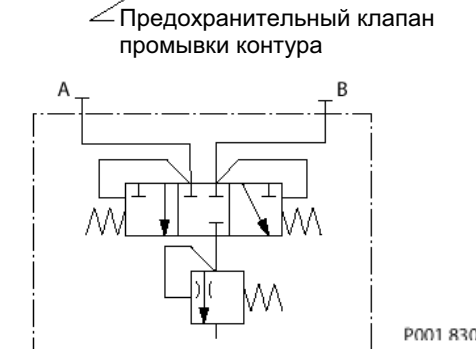 Предохранительный клапан
промывки контура
A
B
P001 830